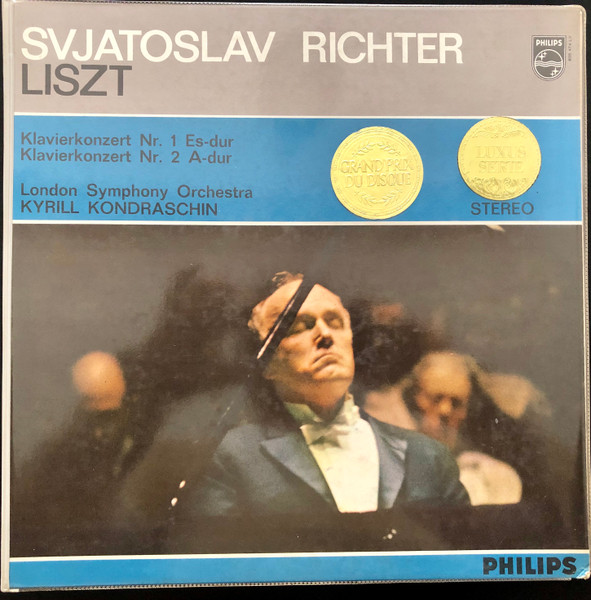 SVJATOSLAV RICHTER
LISZT
PHILIPS
Klavierkonzert Nr. 1 Es-dur
Klavierkonzert Nr. 2 A-dur
London Symphony Orchestra
KYRILL KONDRASCHIN
GRAND PRIX
DU DISQUE
LUXUS
STEREO
PHILIPS